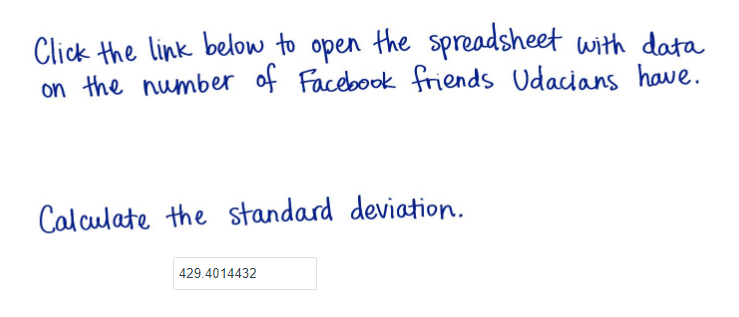 Click the link below to open the spreadsheet with data
on the number of Facebook friends Udacians have.
Calculate the standard deviation.
429.4014432